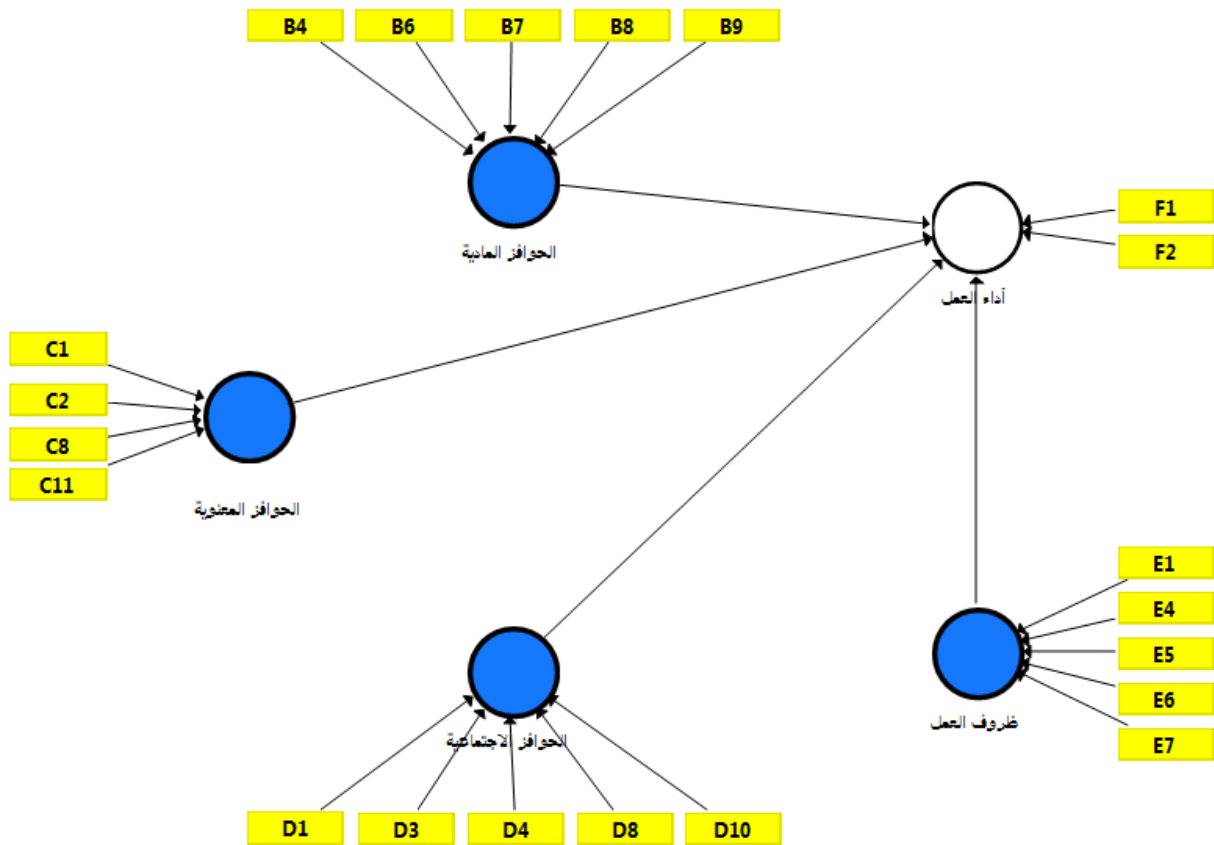 B4
B6
B7
B8
B9
الحوافز المادية
F1
F2
أداء العمل
C1
C2
C8
C11
الحوافز المعنوية
E1
E4
E5
E6
E7
ظروف العمل
الحوافز الاجتماعية
D1
D3
D4
D8
D10